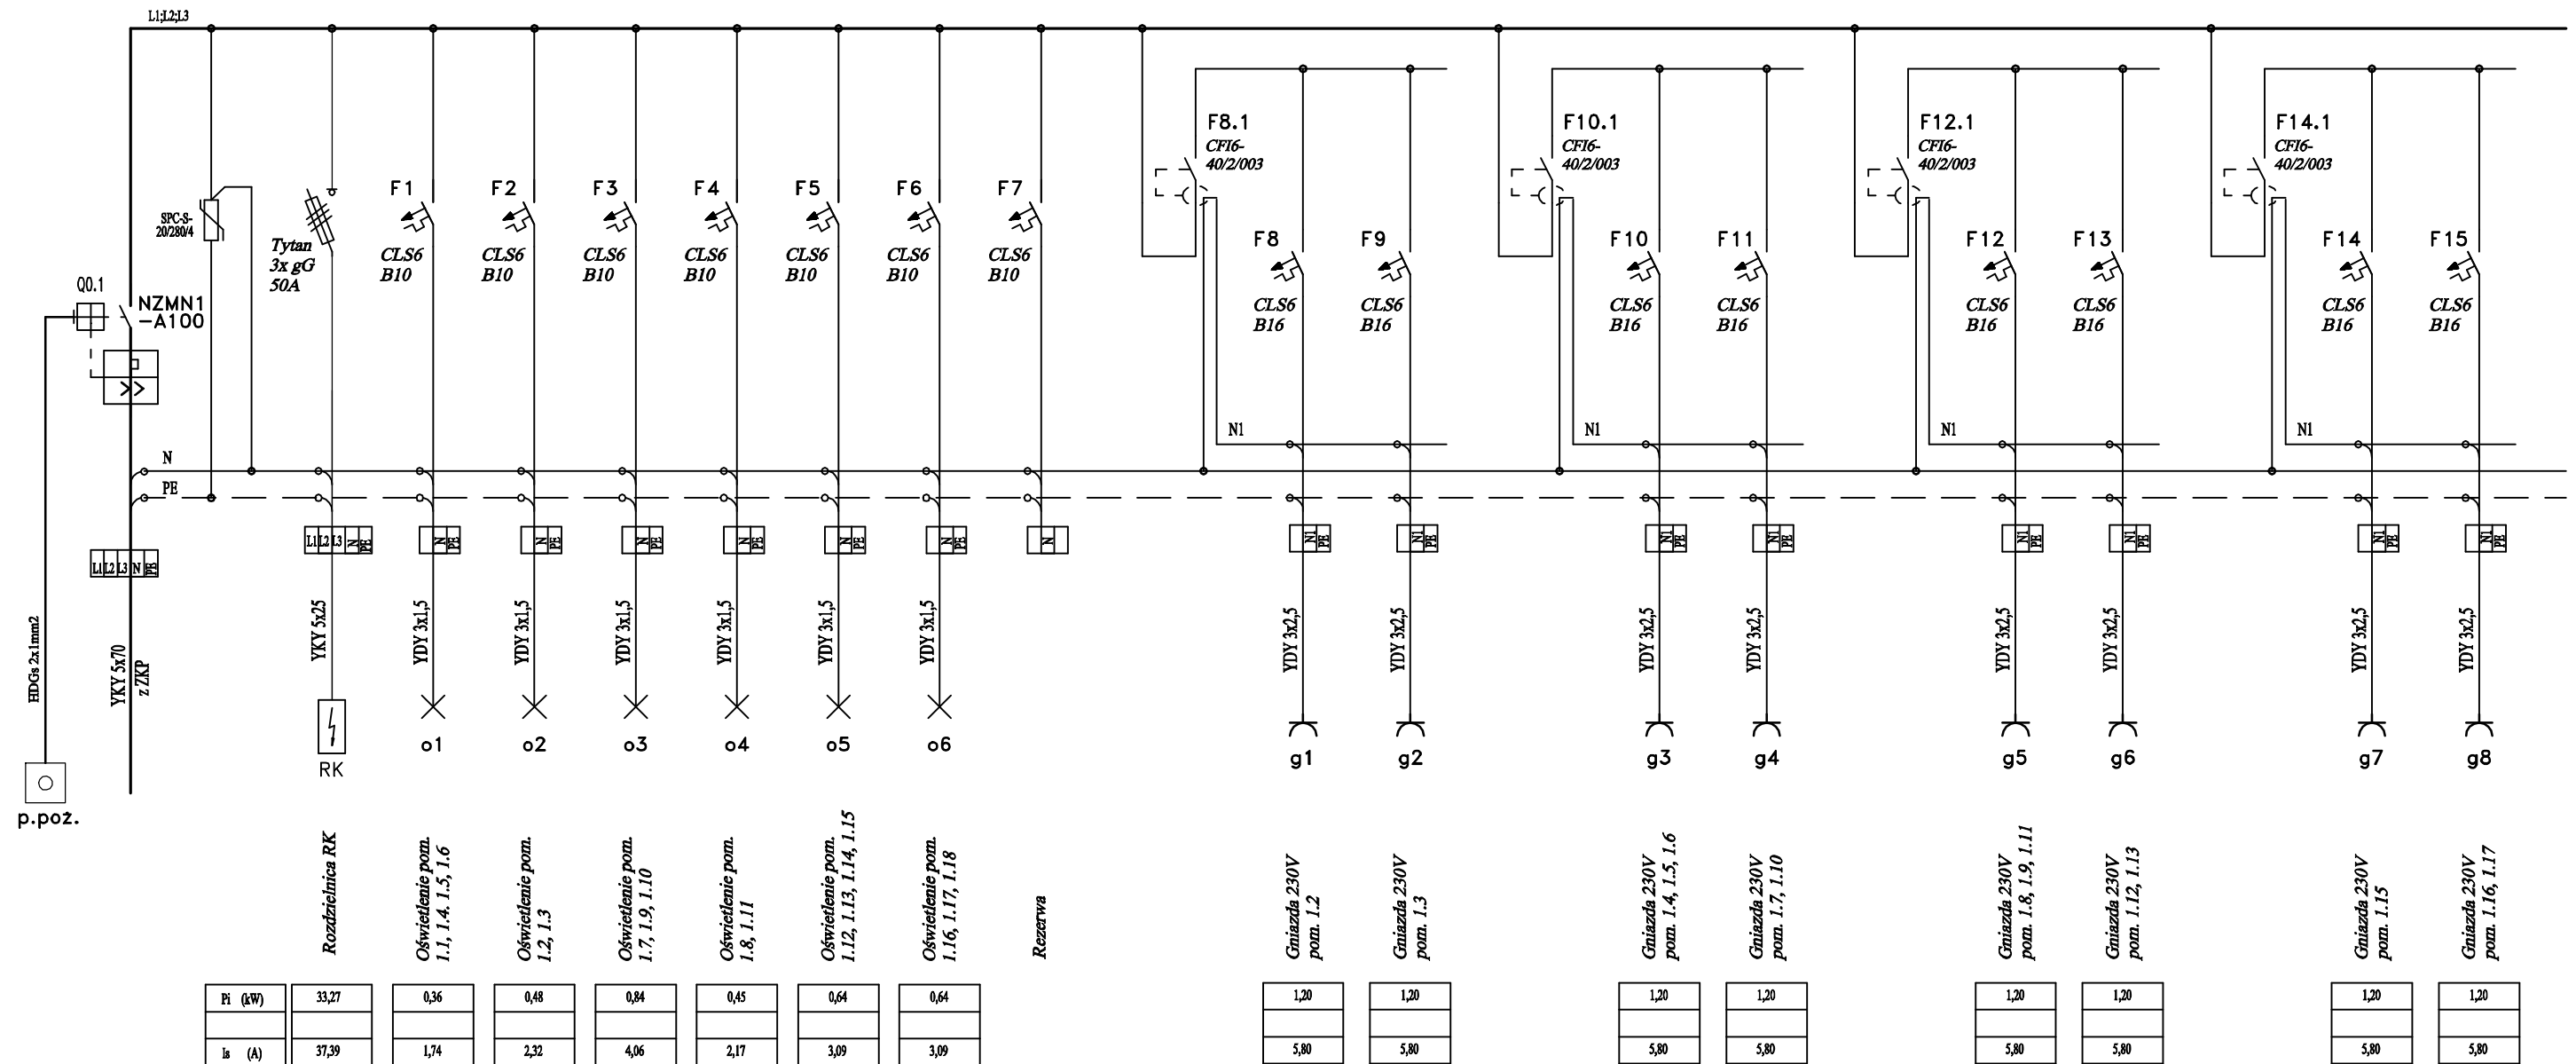 L1;L2;L3
F8.1
CFI6-
40/2/003
F10.1
CFI6-
40/2/003
F12.1
CFI6-
40/2/003
F14.1
CFI6-
40/2/003
SPC-S-
20/280/4
Tytan
3x gG
50A
F1
CLS6
B10
F2
CLS6
B10
F3
CLS6
B10
F4
CLS6
B10
F5
CLS6
B10
F6
CLS6
B10
F7
CLS6
B10
F8
CLS6
B16
F9
CLS6
B16
F10
CLS6
B16
F11
CLS6
B16
F12
CLS6
B16
F13
CLS6
B16
F14
CLS6
B16
F15
CLS6
B16
Q0.1
NZMN1
-A100
N1
N1
N1
N1
N
PE
L1 L2 L3 N PE
L1 L2 L3 N PE
N PE
N PE
N PE
N PE
N PE
N PE
N
N1 PE
N1 PE
N1 PE
N1 PE
N1 PE
N1 PE
N1 PE
N1 PE
HDGs 2x1mm2
YKY 5x70
z ZKP
YKY 5x25
YDY 3x1,5
YDY 3x1,5
YDY 3x1,5
YDY 3x1,5
YDY 3x1,5
YDY 3x1,5
YDY 3x2,5
YDY 3x2,5
YDY 3x2,5
YDY 3x2,5
YDY 3x2,5
YDY 3x2,5
YDY 3x2,5
YDY 3x2,5
p.poż.
RK
o1
o2
o3
o4
o5
o6
g1
g2
g3
g4
g5
g6
g7
g8
Rozdzielnica RK
Oświetlenie pom.
1.1, 1.4. 1.5, 1.6
Oświetlenie pom.
1.2, 1.3
Oświetlenie pom.
1.7, 1.9, 1.10
Oświetlenie pom.
1.8, 1.11
Oświetlenie pom.
1.12, 1.13, 1.14, 1.15
Oświetlenie pom.
1.16, 1.17, 1.18
Rezerwa
Gniazda 230V
pom. 1.2
Gniazda 230V
pom. 1.3
Gniazda 230V
pom. 1.4, 1.5, 1.6
Gniazda 230V
pom. 1.7, 1.10
Gniazda 230V
pom. 1.8, 1.9, 1.11
Gniazda 230V
pom. 1.12, 1.13
Gniazda 230V
pom. 1.15
Gniazda 230V
pom. 1.16, 1.17
Pi (kW) 33,27 0,36 0,48 0,84 0,45 0,64 0,64 1,20 1,20 1,20 1,20 1,20 1,20 1,20 1,20
Is (A) 37,39 1,74 2,32 4,06 2,17 3,09 3,09 5,80 5,80 5,80 5,80 5,80 5,80 5,80 5,80